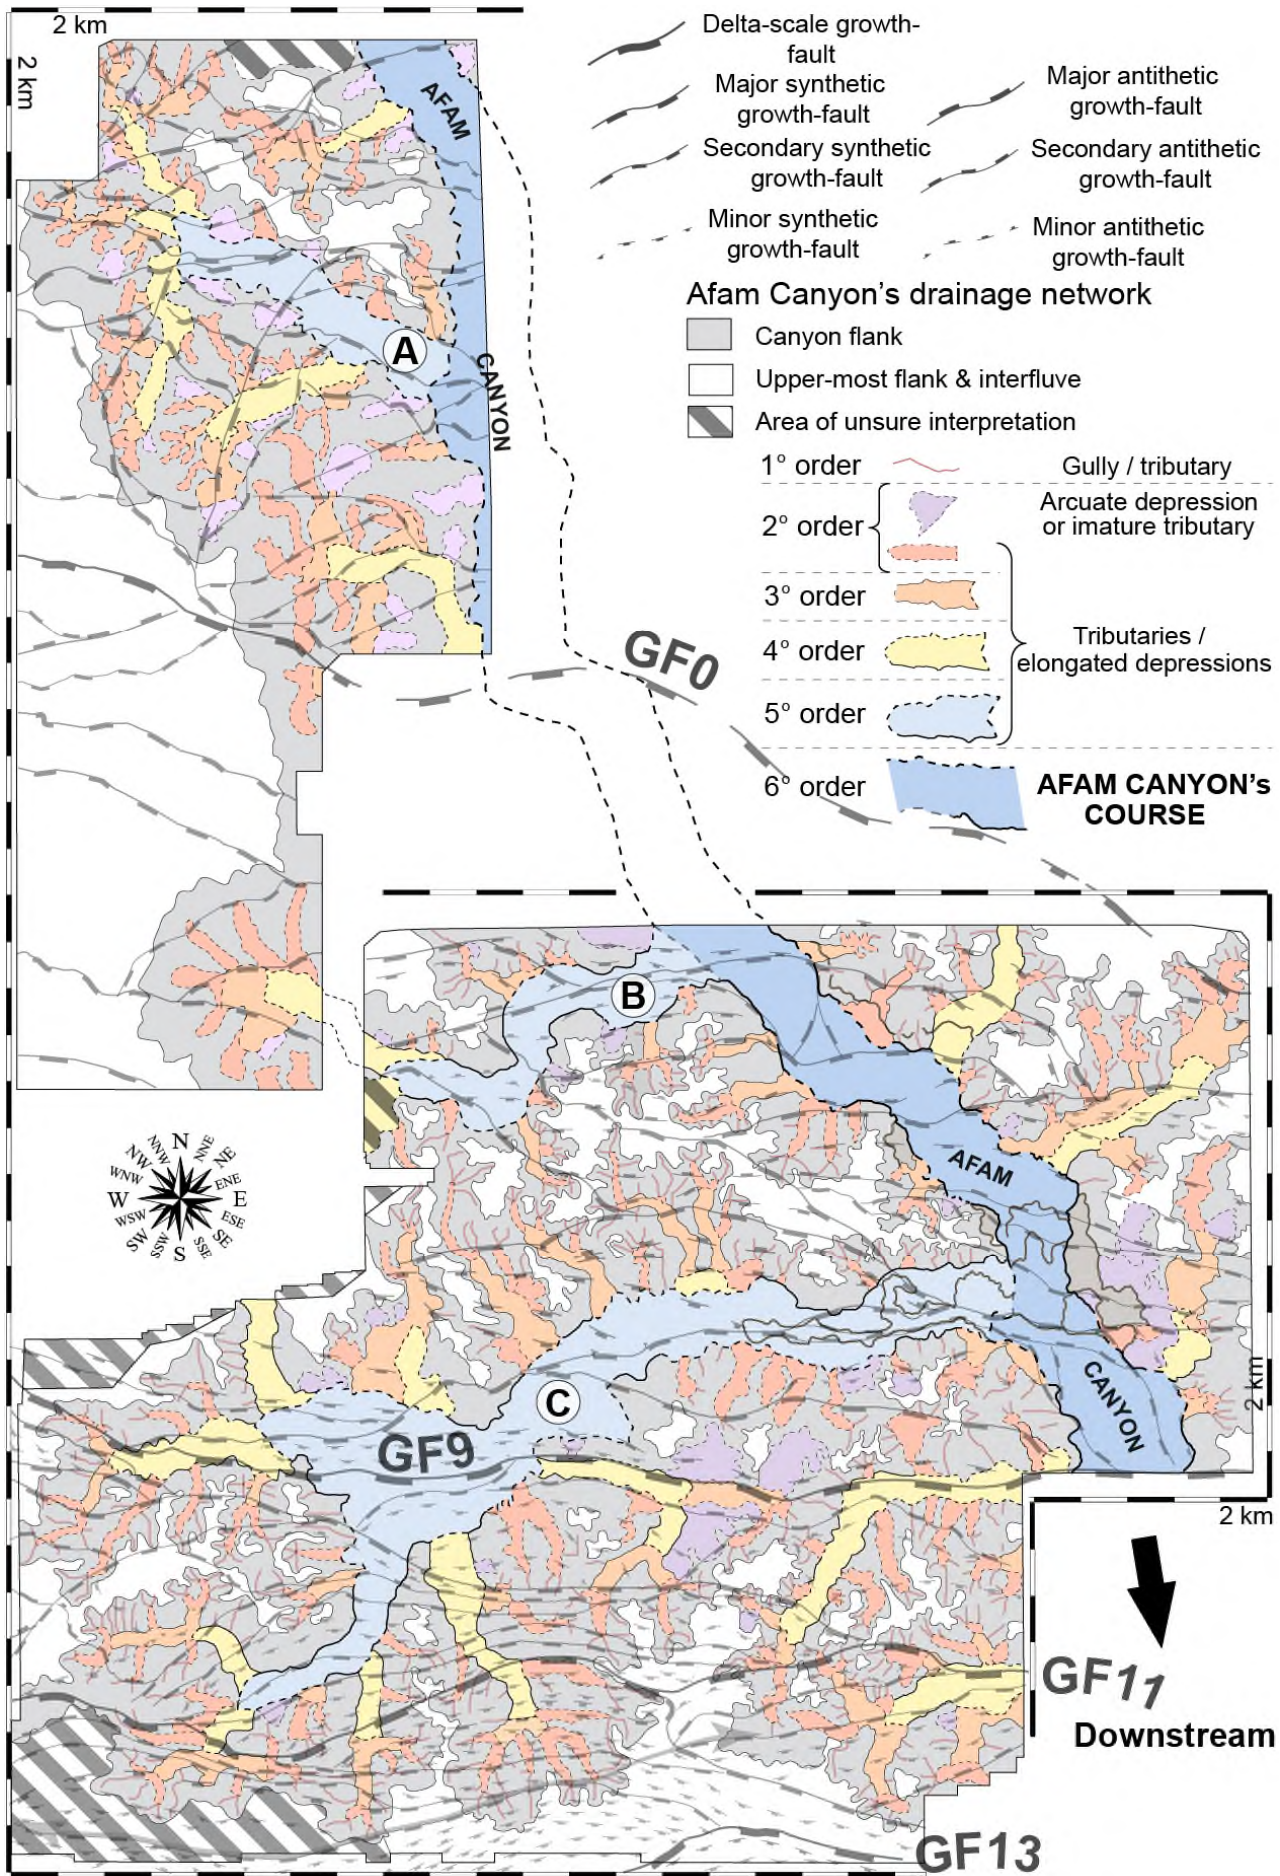 2 km
2 km
Delta-scale growth-
fault
Major synthetic
growth-fault
Major antithetic
growth-fault
Secondary synthetic
growth-fault
Secondary antithetic
growth-fault
Minor synthetic
growth-fault
Minor antithetic
growth-fault
Afam Canyon's drainage network
Canyon flank
Upper-most flank & interfluve
Area of unsure interpretation
1° order
Gully / tributary
2° order
Arcuate depression
or imature tributary
3° order
4° order
Tributaries /
elongated depressions
5° order
6° order
AFAM CANYON's
COURSE
AFAM
CANYON
A
GF0
B
AFAM
CANYON
C
GF9
N
NNE
NE
ENE
E
ESE
SE
SSE
S
SSW
SW
WSW
W
WNW
NW
NNW
2 km
2 km
GF11
Downstream
GF13